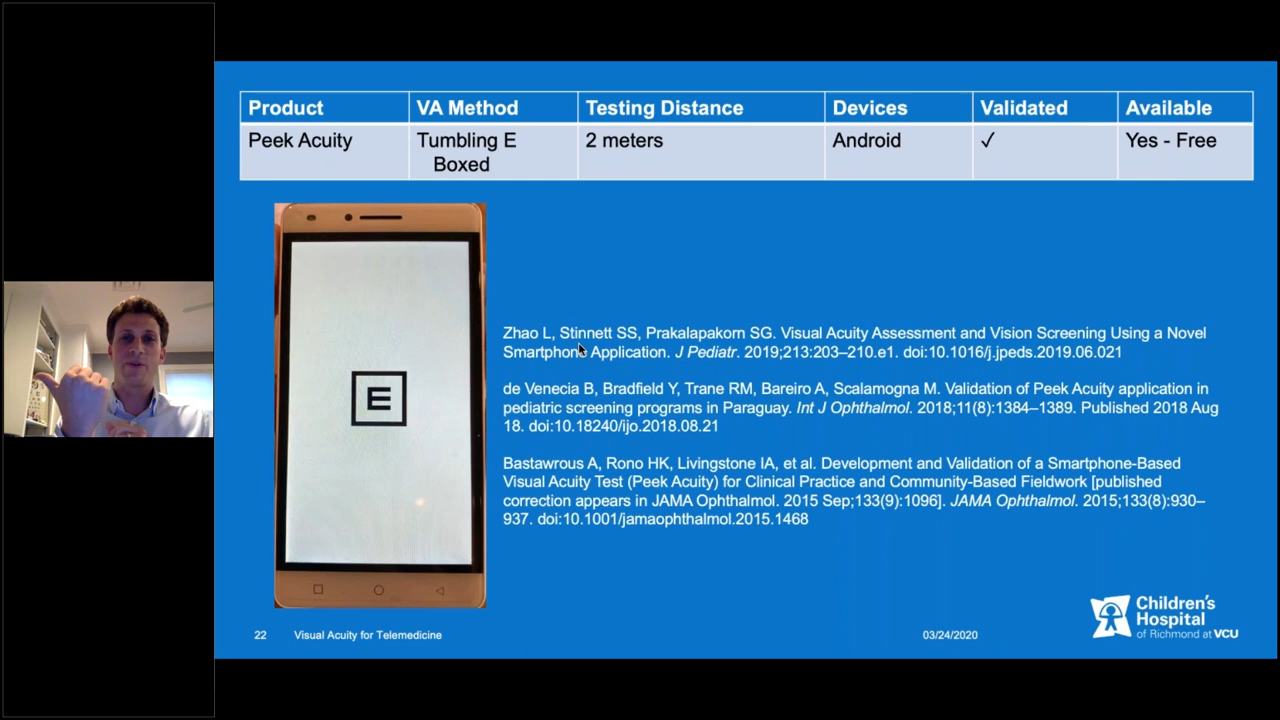 Product VA Method Testing Distance Devices Validated Available
Peek Acuity Tumbling E 2 meters Android ✓ Yes - Free
Boxed
E
Zhao L, Stinnett SS, Prakalapakorn SG. Visual Acuity Assessment and Vision Screening Using a Novel
Smartphone Application. J Pediatr. 2019;213:203–210.e1. doi:10.1016/j.jpeds.2019.06.021
de Venecia B, Bradfield Y, Trane RM, Bareiro A, Scalamogna M. Validation of Peek Acuity application in
pediatric screening programs in Paraguay. Int J Ophthalmol. 2018;11(8):1384–1389. Published 2018 Aug
18. doi:10.18240/ijo.2018.08.21
Bastawrous A, Rono HK, Livingstone IA, et al. Development and Validation of a Smartphone-Based
Visual Acuity Test (Peek Acuity) for Clinical Practice and Community-Based Fieldwork [published
correction appears in JAMA Ophthalmol. 2015 Sep;133(9):1096]. JAMA Ophthalmol. 2015;133(8):930–
937. doi:10.1001/jamaophthalmol.2015.1468
22 Visual Acuity for Telemedicine 03/24/2020
Children's
Hospital
of Richmond at VCU